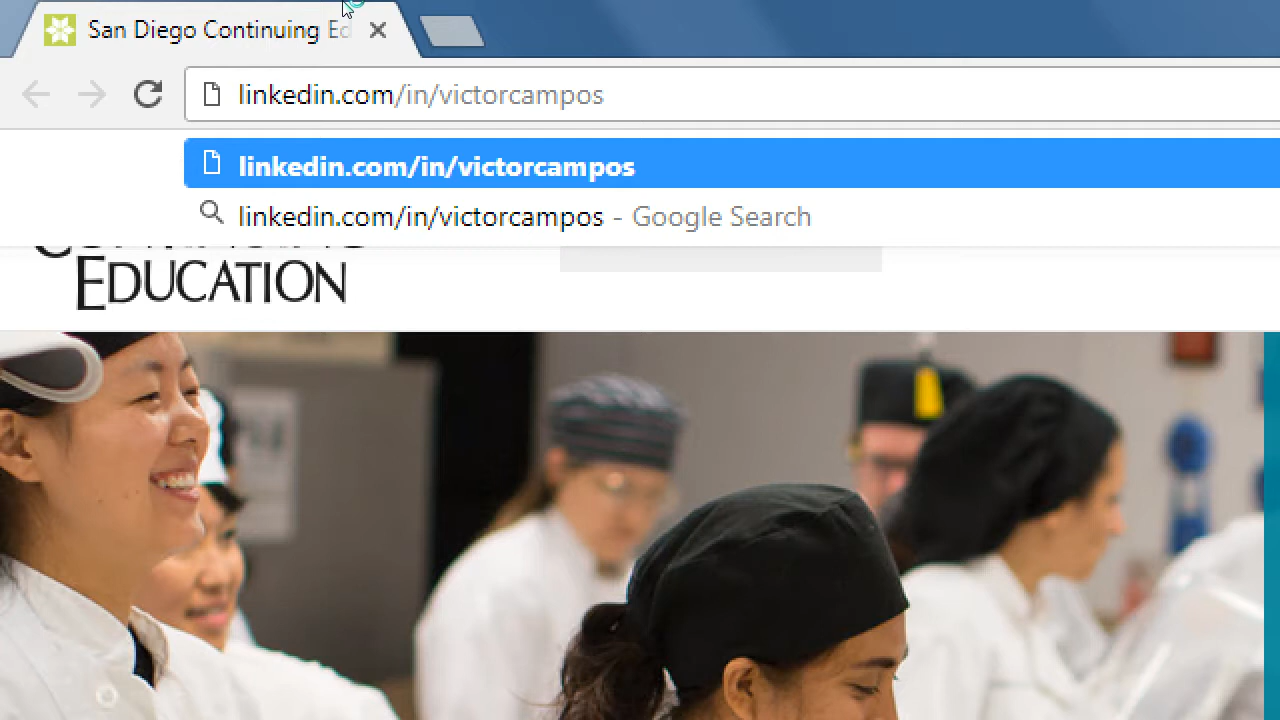 San Diego Continuing Ed
linkedin.com/in/victorcampos
linkedin.com/in/victorcampos
linkedin.com/in/victorcampos - Google Search
EDUCATION